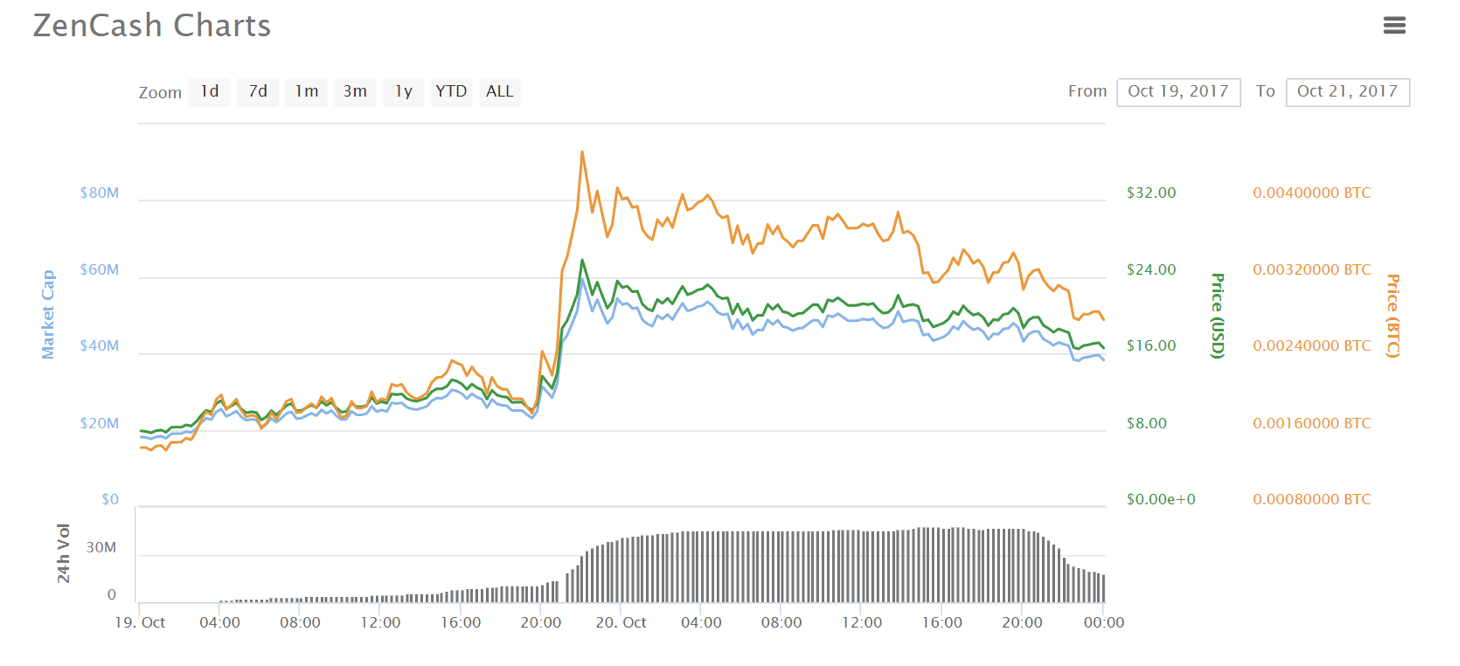 ZenCash Charts
Zoom 1d 7d 1m 3m 1y YTD ALL From Oct 19, 2017 To Oct 21, 2017
$80M $32.00 0.00400000 BTC
$60M $24.00 0.00320000 BTC
Market Cap Price (USD) Price (BTC)
$40M $16.00 0.00240000 BTC
$20M $8.00 0.00160000 BTC
$0 $0.00e+0 0.00080000 BTC
24h Vol
30M
0
19. Oct 04:00 08:00 12:00 16:00 20:00 20. Oct 04:00 08:00 12:00 16:00 20:00 00:00